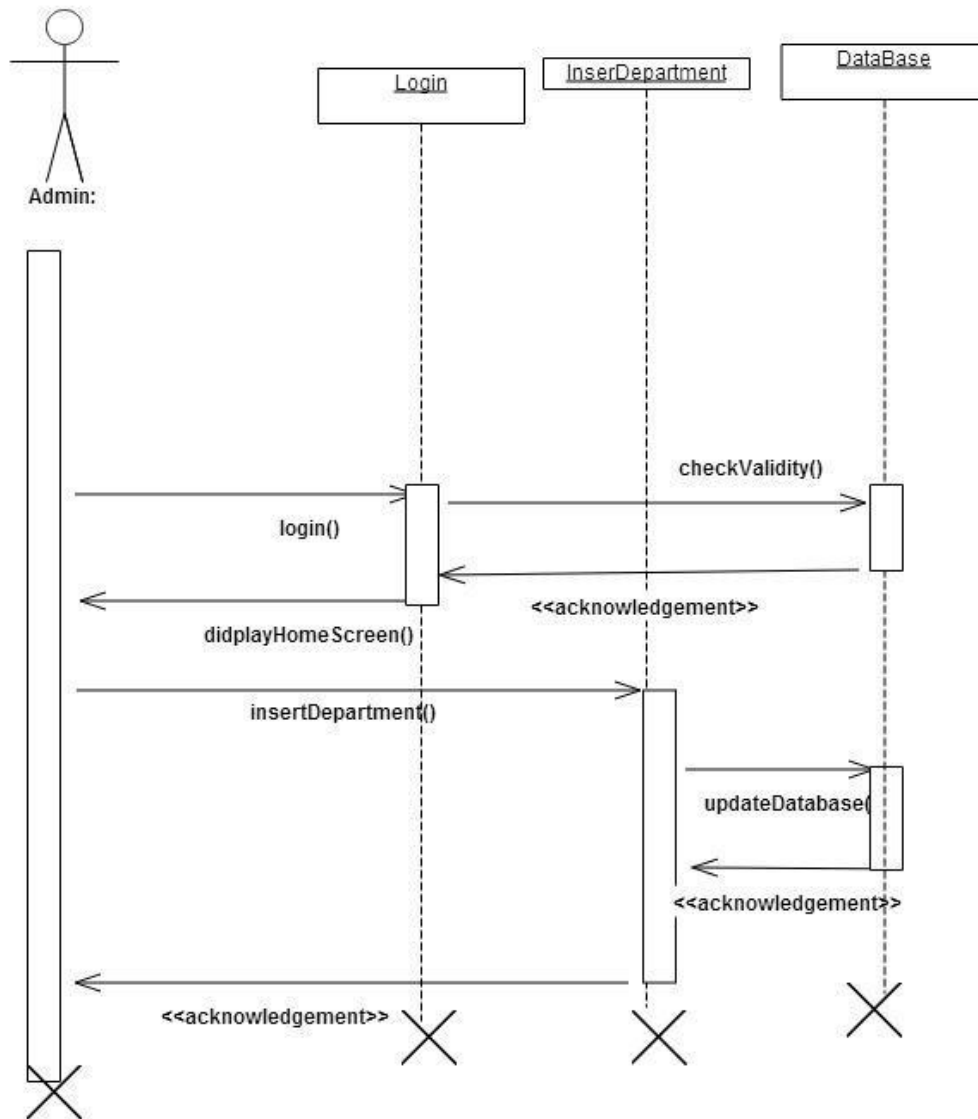 DataBase
Login
InserDepartment
Admin:
checkValidity()
login()
<<acknowledgement>>
didplayHomeScreen()
insertDepartment()
updateDatabase(
<<acknowledgement>>
<<acknowledgement>>